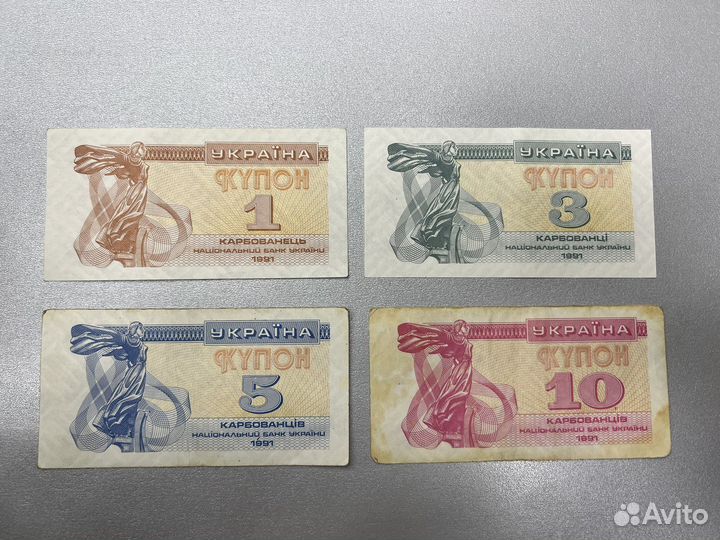 УКРАЇНА
КУПОН
1
КАРБОВАНЕЦЬ
НАЦІОНАЛЬНИЙ БАНК УКРАЇНИ
1991
УКРАЇНА
КУПОН
3
КАРБОВАНЦІ
НАЦІОНАЛЬНИЙ БАНК УКРАЇНИ
1991
УКРАЇНА
КУПОН
5
КАРБОВАНЦІВ
НАЦІОНАЛЬНИЙ БАНК УКРАЇНИ
1991
УКРАЇНА
КУПОН
10
КАРБОВАНЦІВ
НАЦІОНАЛЬНИЙ БАНК УКРАЇНИ
1991
Avito